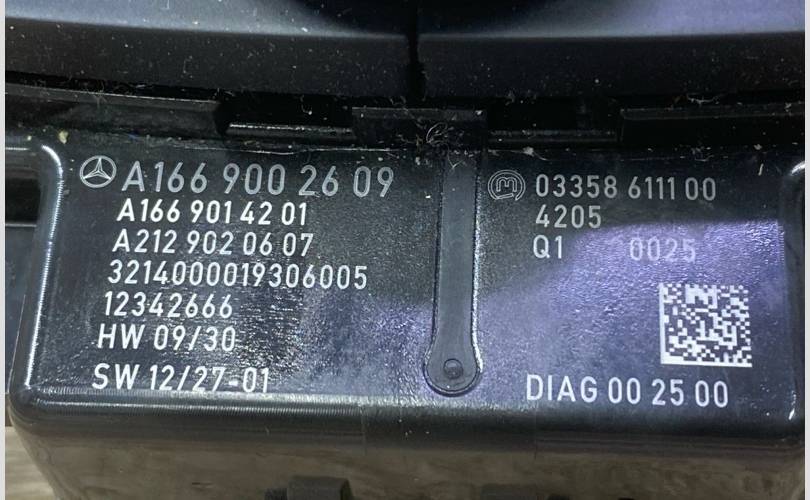 A166 900 26 09
A166 901 42 01
A212 902 06 07
3214000019306005
12342666
HW 09/30
SW 12/27-01
03358 6111 00
4205
Q1 0025
DIAG 00 25 00